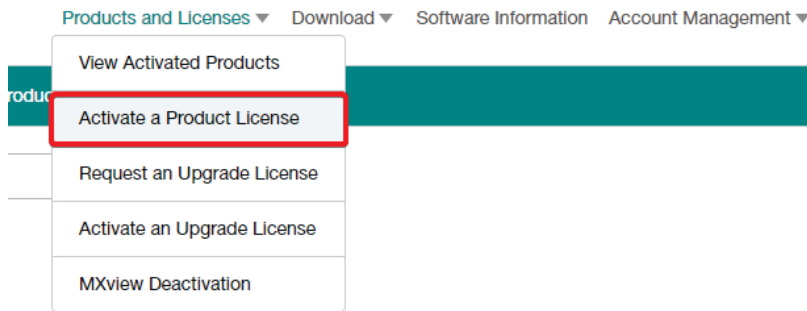 Products and Licenses ▼ Download ▼ Software Information Account Management ▼
View Activated Products
roduc
Activate a Product License
Request an Upgrade License
Activate an Upgrade License
MXview Deactivation